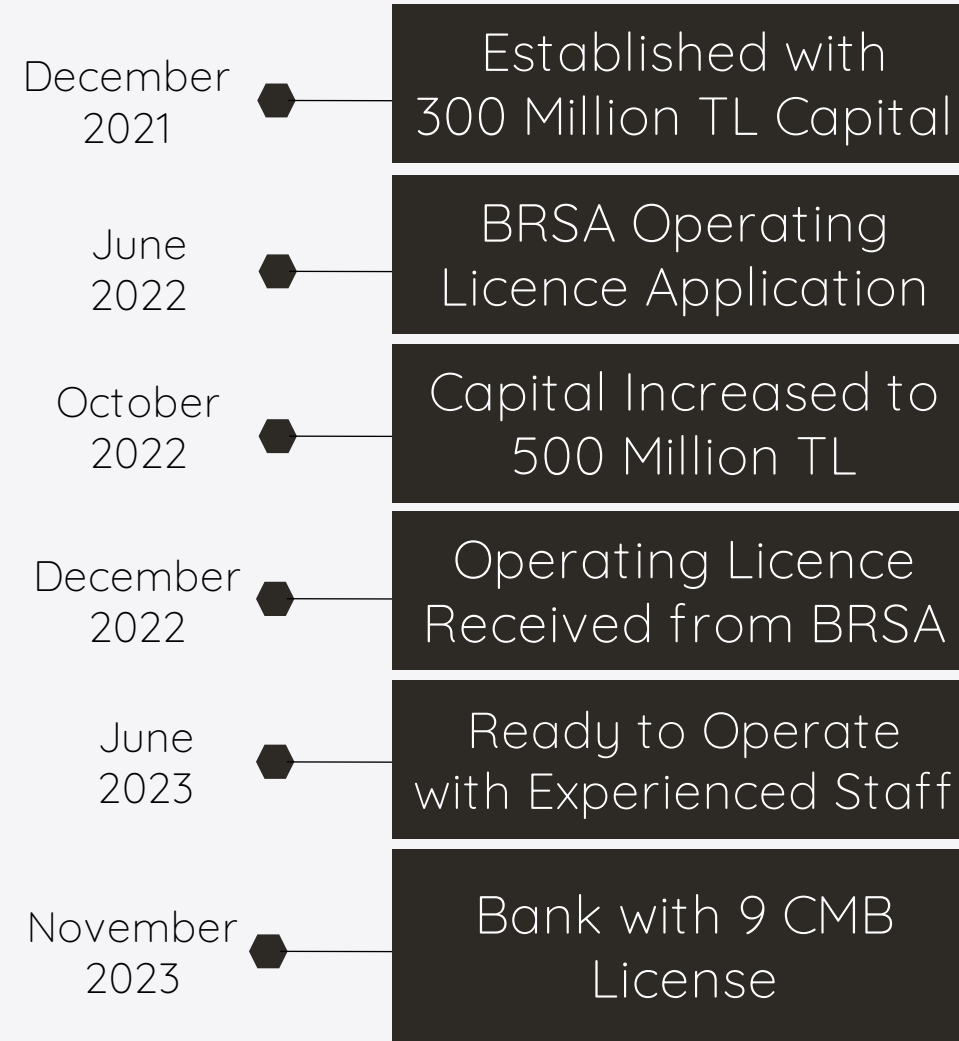 December
2021
Established with
300 Million TL Capital
June
2022
BRSA Operating
Licence Application
October
2022
Capital Increased to
500 Million TL
December
2022
Operating Licence
Received from BRSA
June
2023
Ready to Operate
with Experienced Staff
November
2023
Bank with 9 CMB
License